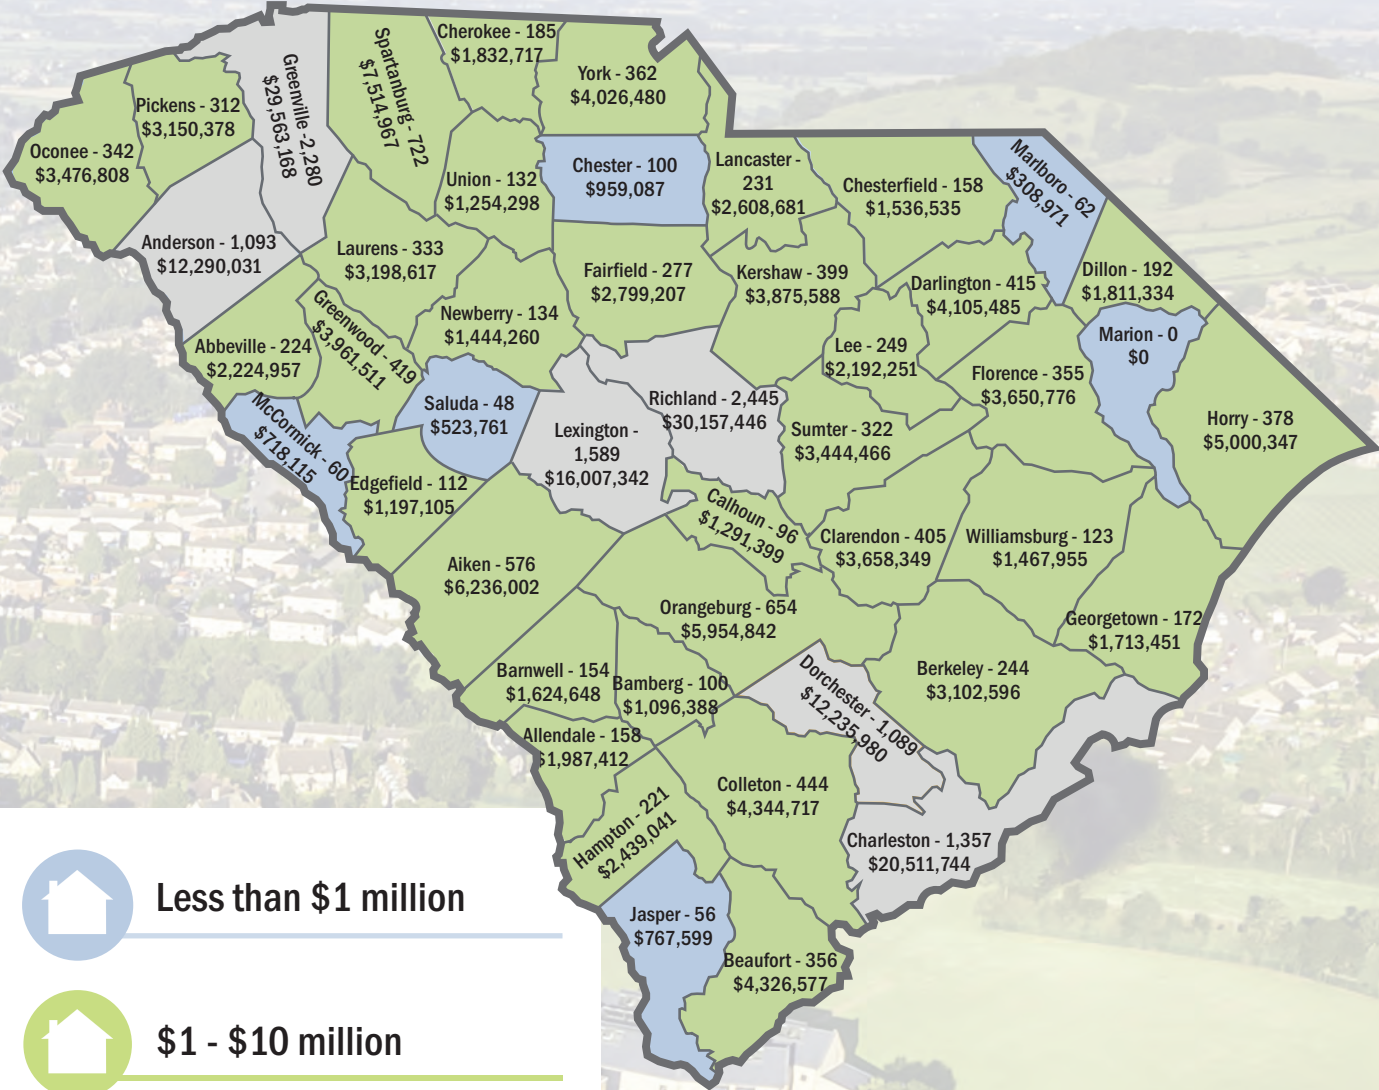 Cherokee - 185
$1,832,717
Spartanburg - 722
$7,514,967
Greenville -2,280
$29,563,168
York - 362
$4,026,480
Pickens - 312
$3,150,378
Oconee - 342
$3,476,808
Chester - 100
$959,087
Lancaster -
231
$2,608,681
Marlboro - 62
$308,971
Union - 132
$1,254,298
Chesterfield - 158
$1,536,535
Anderson - 1,093
$12,290,031
Laurens - 333
$3,198,617
Fairfield - 277
$2,799,207
Kershaw - 399
$3,875,588
Darlington - 415
$4,105,485
Dillon - 192
$1,811,334
Newberry - 134
$1,444,260
Greenwood - 419
$3,961,511
Abbeville - 224
$2,224,957
Lee - 249
$2,192,251
Marion - 0
$0
Florence - 355
$3,650,776
McCormick - 60
$718,115
Saluda - 48
$523,761
Richland - 2,445
$30,157,446
Lexington -
1,589
$16,007,342
Sumter - 322
$3,444,466
Horry - 378
$5,000,347
Edgefield - 112
$1,197,105
Calhoun - 96
$1,291,399
Clarendon - 405
$3,658,349
Williamsburg - 123
$1,467,955
Aiken - 576
$6,236,002
Orangeburg - 654
$5,954,842
Georgetown - 172
$1,713,451
Barnwell - 154
$1,624,648
Bamberg - 100
$1,096,388
Dorchester - 1,089
$12,235,980
Berkeley - 244
$3,102,596
Allendale - 158
$1,987,412
Colleton - 444
$4,344,717
Hampton - 221
$2,439,041
Charleston - 1,357
$20,511,744
Jasper - 56
$767,599
Beaufort - 356
$4,326,577
Less than $1 million
$1 - $10 million